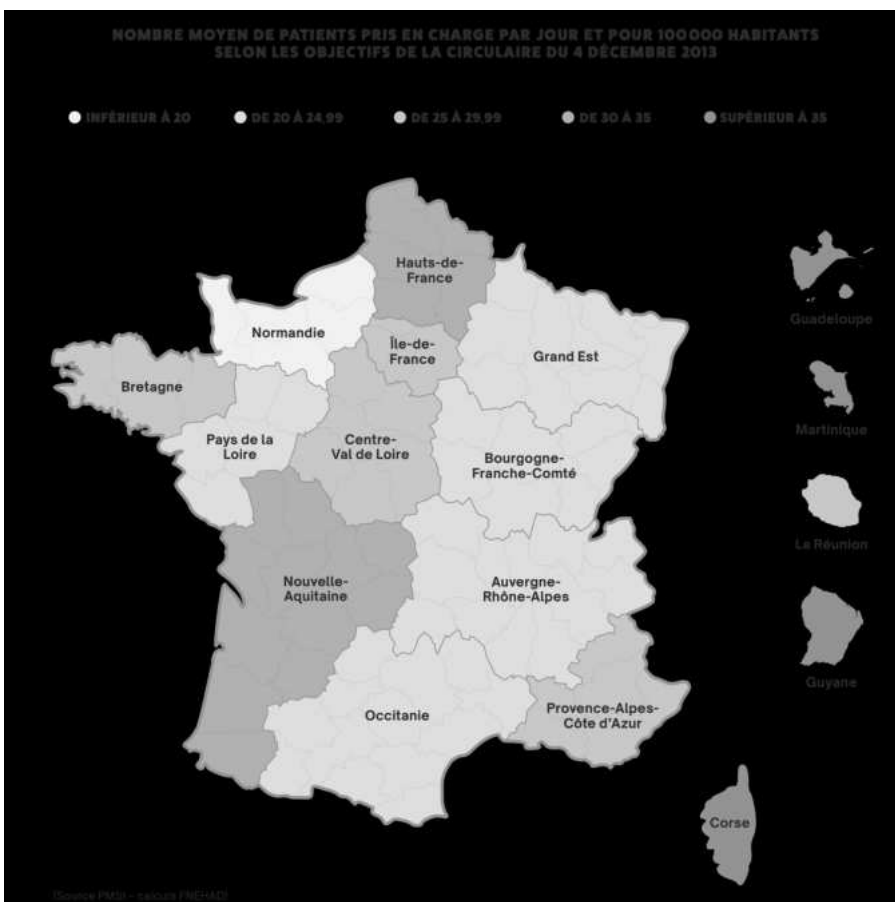 NOMBRE MOYEN DE PATIENTS PRIS EN CHARGE PAR JOUR ET POUR 100000 HABITANTS
SELON LES OBJECTIFS DE LA CIRCULAIRE DU 4 DÉCEMBRE 2013
INFÉRIEUR À 20
DE 20 À 24,99
DE 25 À 29,99
DE 30 À 35
SUPÉRIEUR À 35
Hauts-de-
France
Guadeloupe
Normandie
Île-de-
France
Grand Est
Bretagne
Martinique
Pays de la
Loire
Centre-
Val de Loire
Bourgogne-
Franche-Comté
La Réunion
Nouvelle-
Aquitaine
Auvergne-
Rhône-Alpes
Guyane
Occitanie
Provence-Alpes-
Côte d'Azur
Corse
(Source PMSI – calculs FNEHAD)